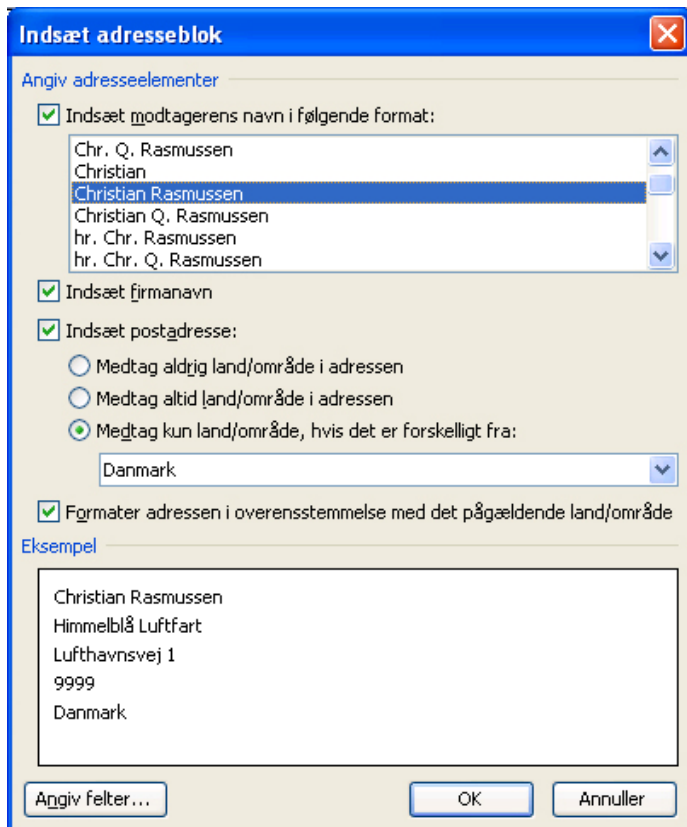 Indsæt adresseblok
Angiv adresseelementer
Indsæt modtagerens navn i følgende format:
Chr. Q. Rasmussen
Christian
Christian Rasmussen
Christian Q. Rasmussen
hr. Chr. Rasmussen
hr. Chr. Q. Rasmussen
Indsæt firmanavn
Indsæt postadresse:
Medtag aldrig land/område i adressen
Medtag altid land/område i adressen
Medtag kun land/område, hvis det er forskelligt fra:
Danmark
Formater adressen i overensstemmelse med det pågældende land/område
Eksempel
Christian Rasmussen
Himmelblå Luftfart
Lufthavnsvej 1
9999
Danmark
Angiv felter... OK Annuller